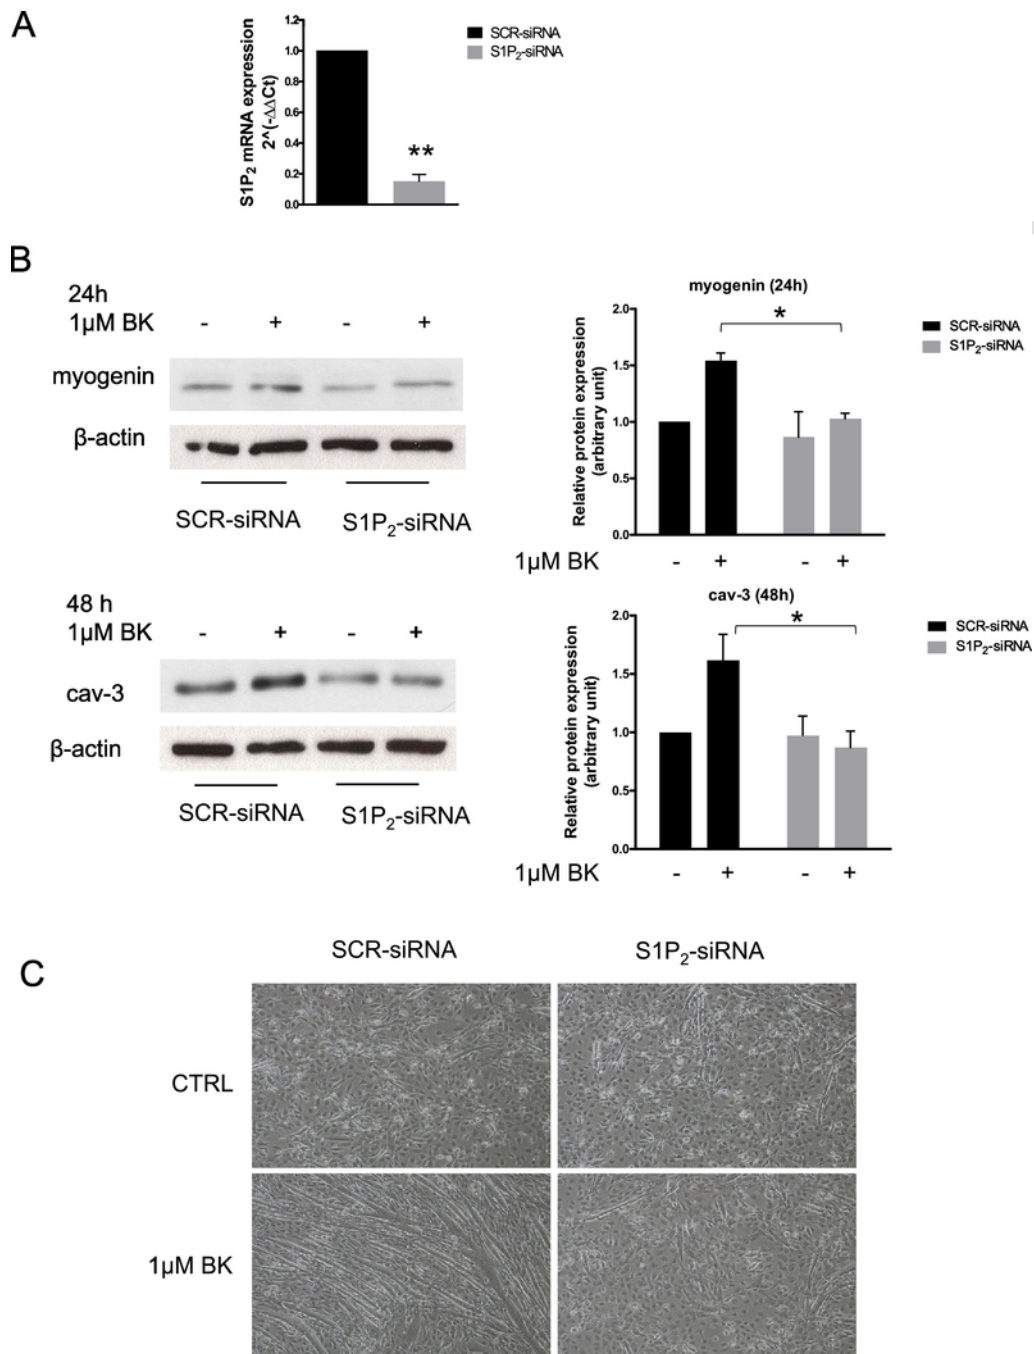 A
S1P₂ mRNA expression
2^(-ΔΔCt)
1.2
1.0
0.8
0.6
0.4
0.2
0.0
**
SCR-siRNA
S1P₂-siRNA
B
24h
1µM BK - + - +
myogenin
β-actin
SCR-siRNA S1P₂-siRNA
myogenin (24h)
Relative protein expression
(arbitrary unit)
2.0
1.5
1.0
0.5
0.0
*
SCR-siRNA
S1P₂-siRNA
1µM BK - + - +
48 h
1µM BK - + - +
cav-3
β-actin
SCR-siRNA S1P₂-siRNA
cav-3 (48h)
Relative protein expression
(arbitrary unit)
2.0
1.5
1.0
0.5
0.0
*
SCR-siRNA
S1P₂-siRNA
1µM BK - + - +
C
SCR-siRNA S1P₂-siRNA
CTRL
1µM BK